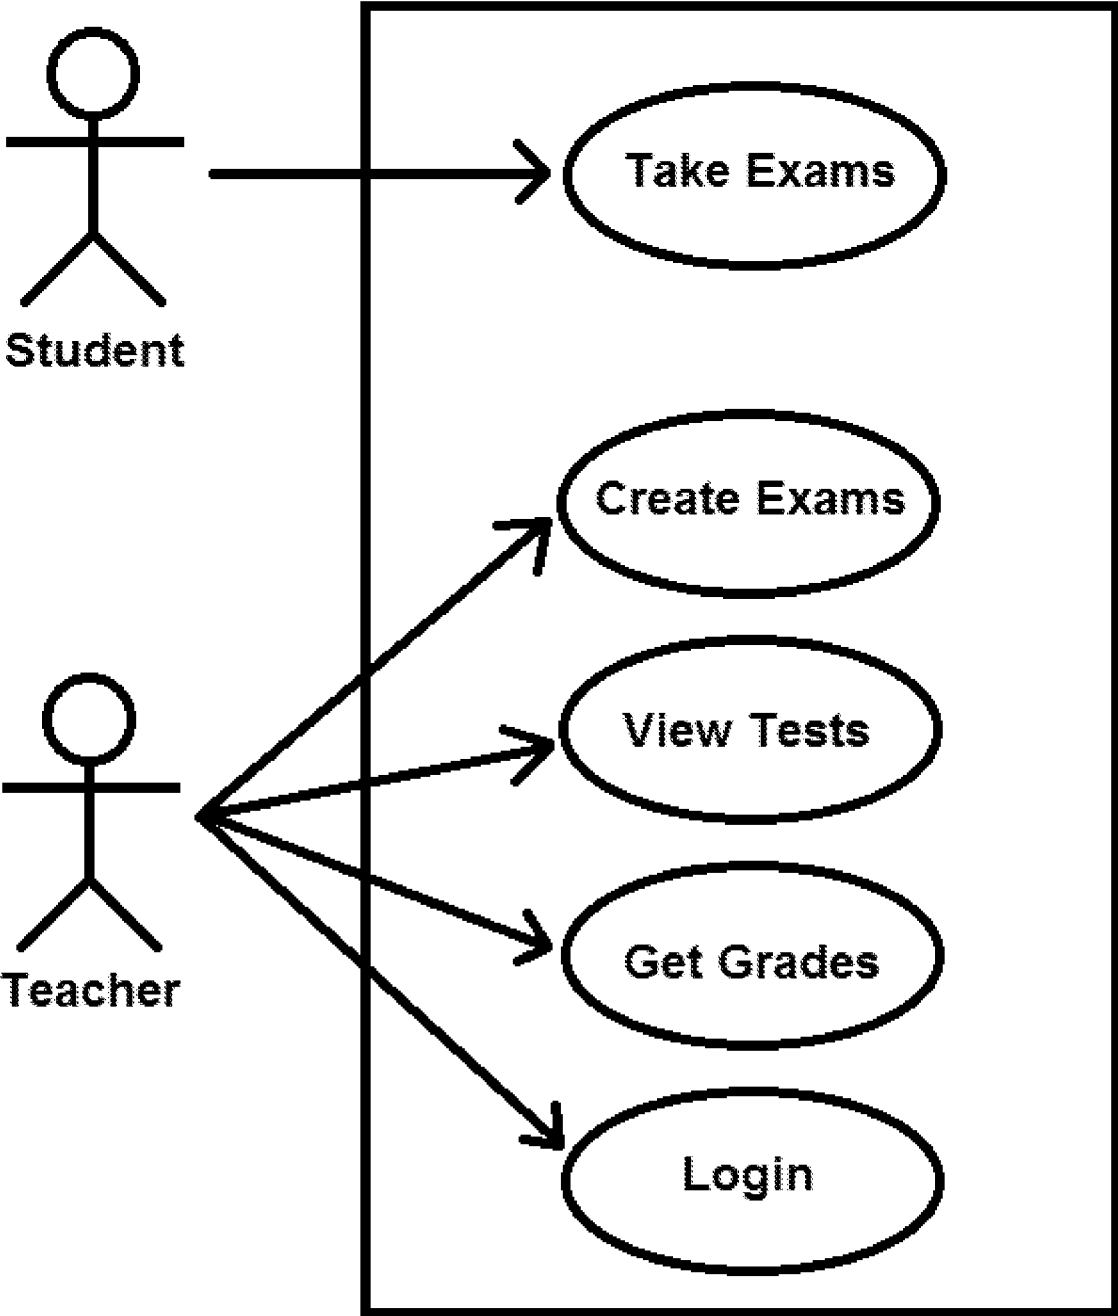 Take Exams
Student
Create Exams
View Tests
Get Grades
Teacher
Login